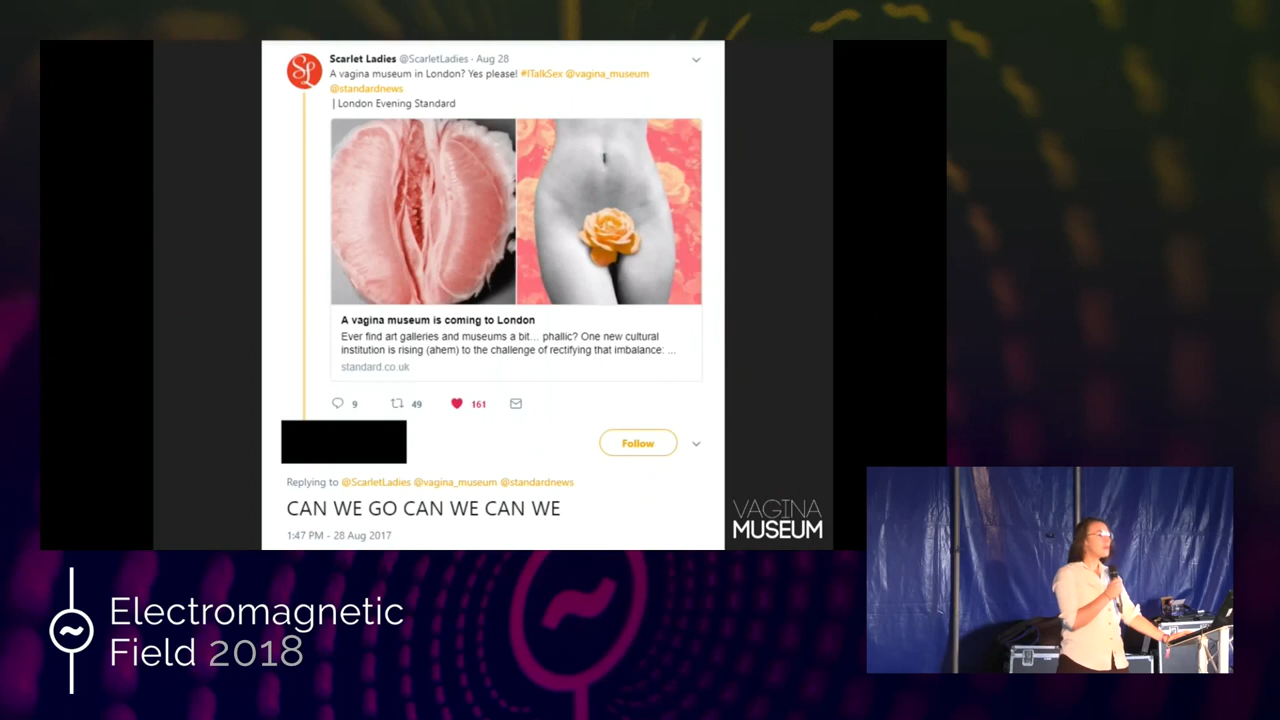 Scarlet Ladies @ScarletLadies · Aug 28
A vagina museum in London? Yes please! #ITalkSex @vagina_museum
@standardnews
| London Evening Standard
A vagina museum is coming to London
Ever find art galleries and museums a bit... phallic? One new cultural
institution is rising (ahem) to the challenge of rectifying that imbalance: ...
standard.co.uk
9 49 161
Follow
Replying to @ScarletLadies @vagina_museum @standardnews
CAN WE GO CAN WE CAN WE
1:47 PM - 28 Aug 2017
VAGINA
MUSEUM
Electromagnetic
Field 2018